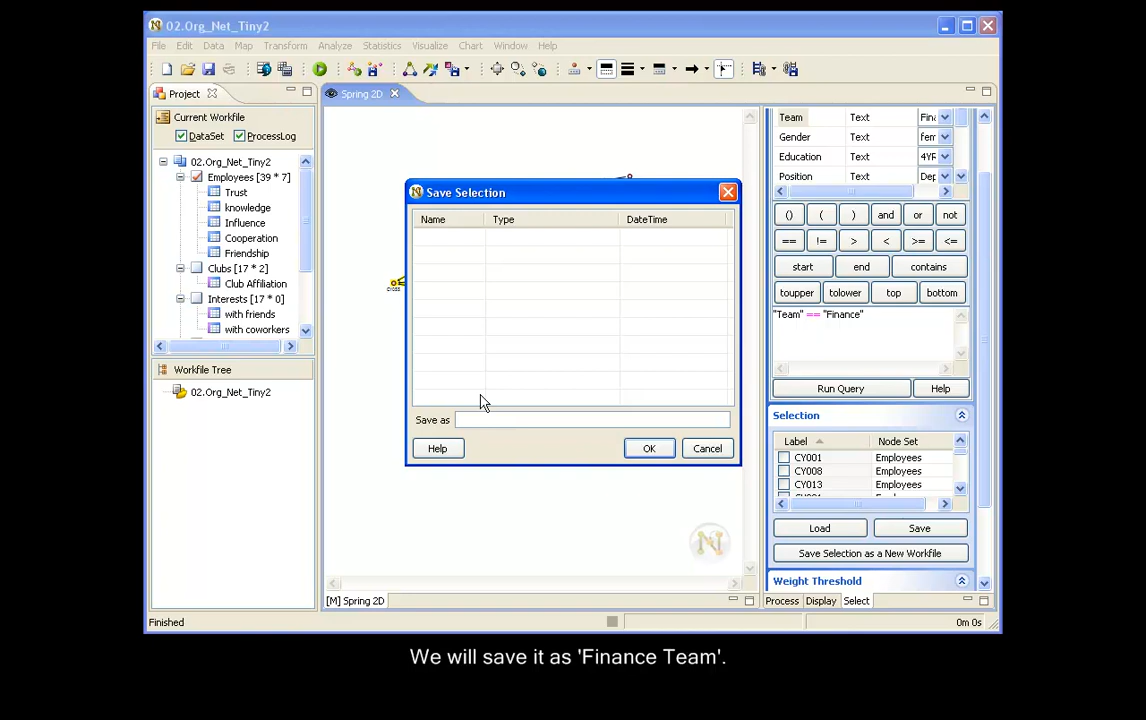 02.Org_Net_Tiny2
File Edit Data Map Transform Analyze Statistics Visualize Chart Window Help
Project
Spring 2D
Current Workfile
DataSet ProcessLog
02.Org_Net_Tiny2
Employees [39 * 7]
Trust
knowledge
Influence
Cooperation
Friendship
Clubs [17 * 2]
Club Affiliation
Interests [17 * 0]
with friends
with coworkers
Workfile Tree
02.Org_Net_Tiny2
Save Selection
Name Type DateTime
Save as
Help OK Cancel
[M] Spring 2D
Team Text Fina
Gender Text fem
Education Text 4YR
Position Text Dep
() ( ) and or not
== != > < >= <=
start end contains
toupper tolower top bottom
"Team" == "Finance"
Run Query Help
Selection
Label Node Set
CY001 Employees
CY008 Employees
CY013 Employees
Load Save
Save Selection as a New Workfile
Weight Threshold
Process Display Select
Finished 0m 0s
We will save it as 'Finance Team'.